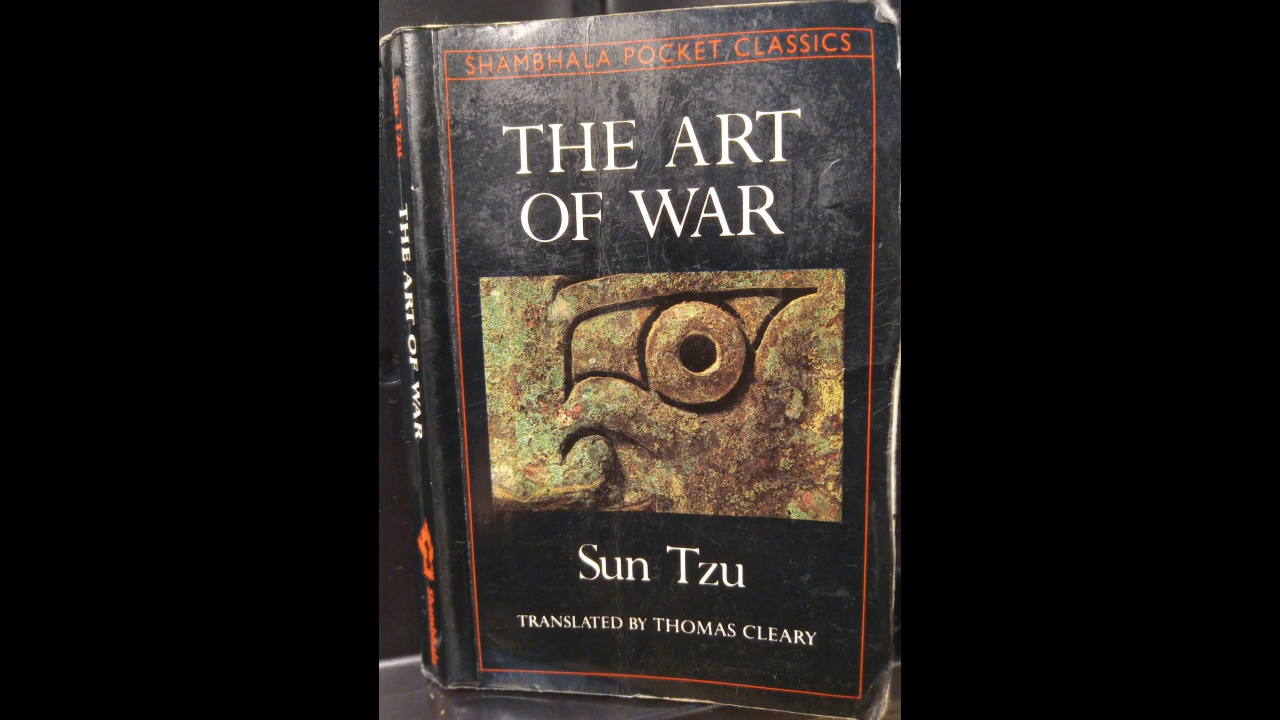 SHAMBHALA POCKET CLASSICS
THE ART
OF WAR
Sun Tzu
TRANSLATED BY THOMAS CLEARY
Sun Tzu
THE ART OF WAR
Shambhala